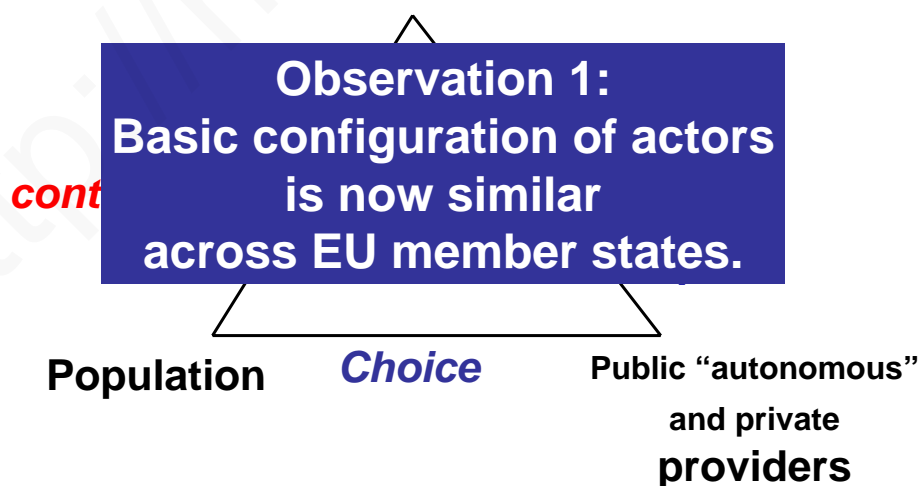 Observation 1:
Basic configuration of actors
is now similar
across EU member states.
cont
Population
Choice
Public “autonomous”
and private
providers